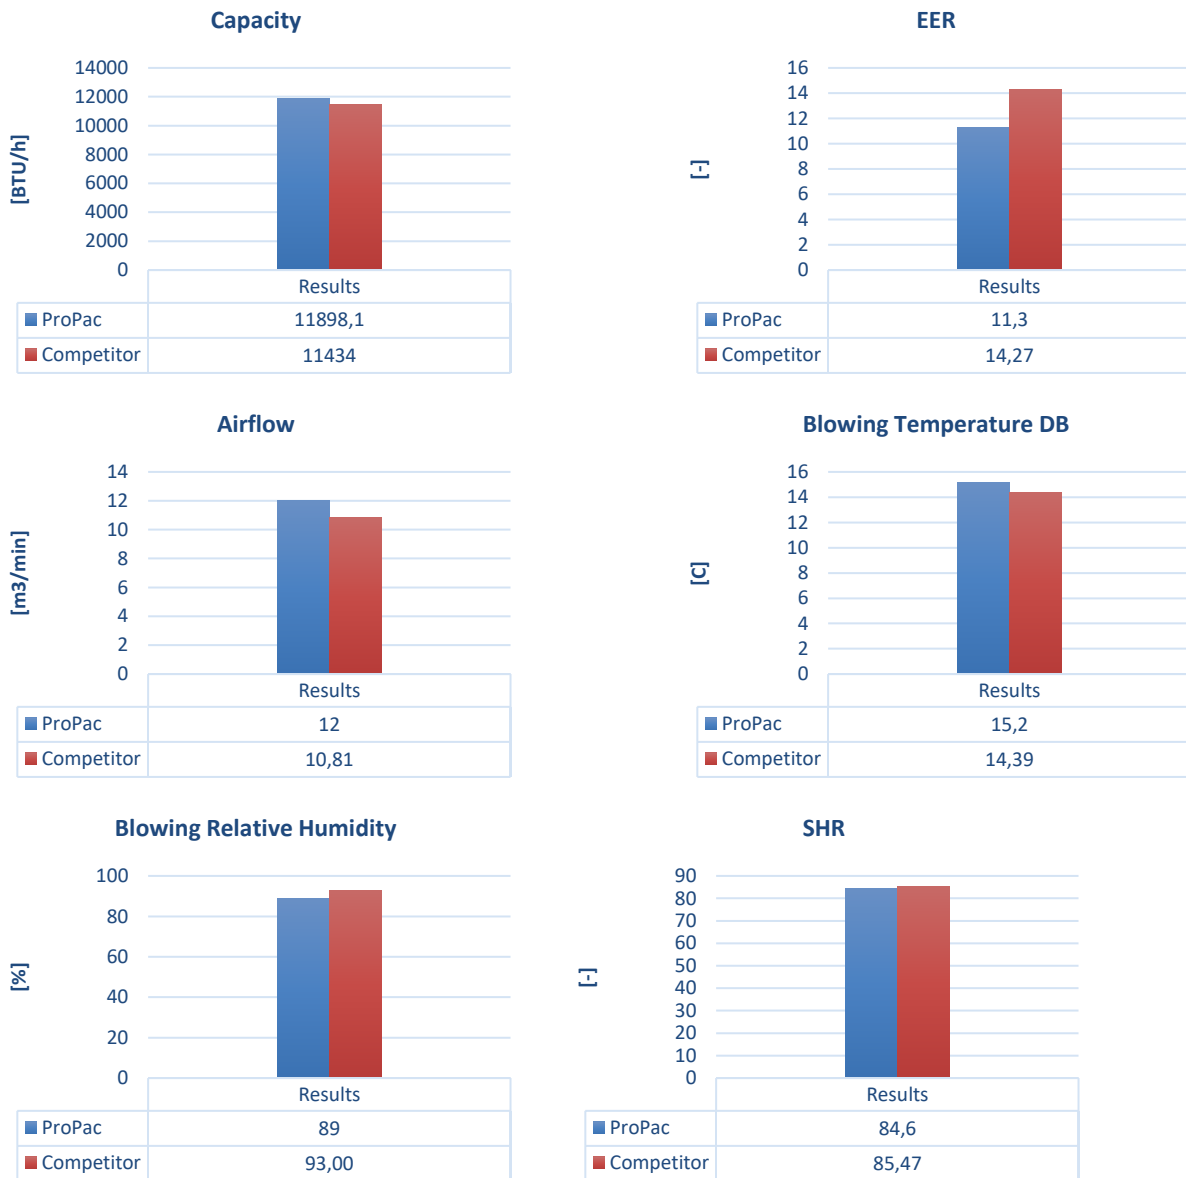 Capacity
[BTU/h]
14000
12000
10000
8000
6000
4000
2000
0
Results
ProPac 11898,1
Competitor 11434
EER
[-]
16
14
12
10
8
6
4
2
0
Results
ProPac 11,3
Competitor 14,27
Airflow
[m3/min]
14
12
10
8
6
4
2
0
Results
ProPac 12
Competitor 10,81
Blowing Temperature DB
[C]
16
14
12
10
8
6
4
2
0
Results
ProPac 15,2
Competitor 14,39
Blowing Relative Humidity
[%]
100
80
60
40
20
0
Results
ProPac 89
Competitor 93,00
SHR
[-]
90
80
70
60
50
40
30
20
10
0
Results
ProPac 84,6
Competitor 85,47